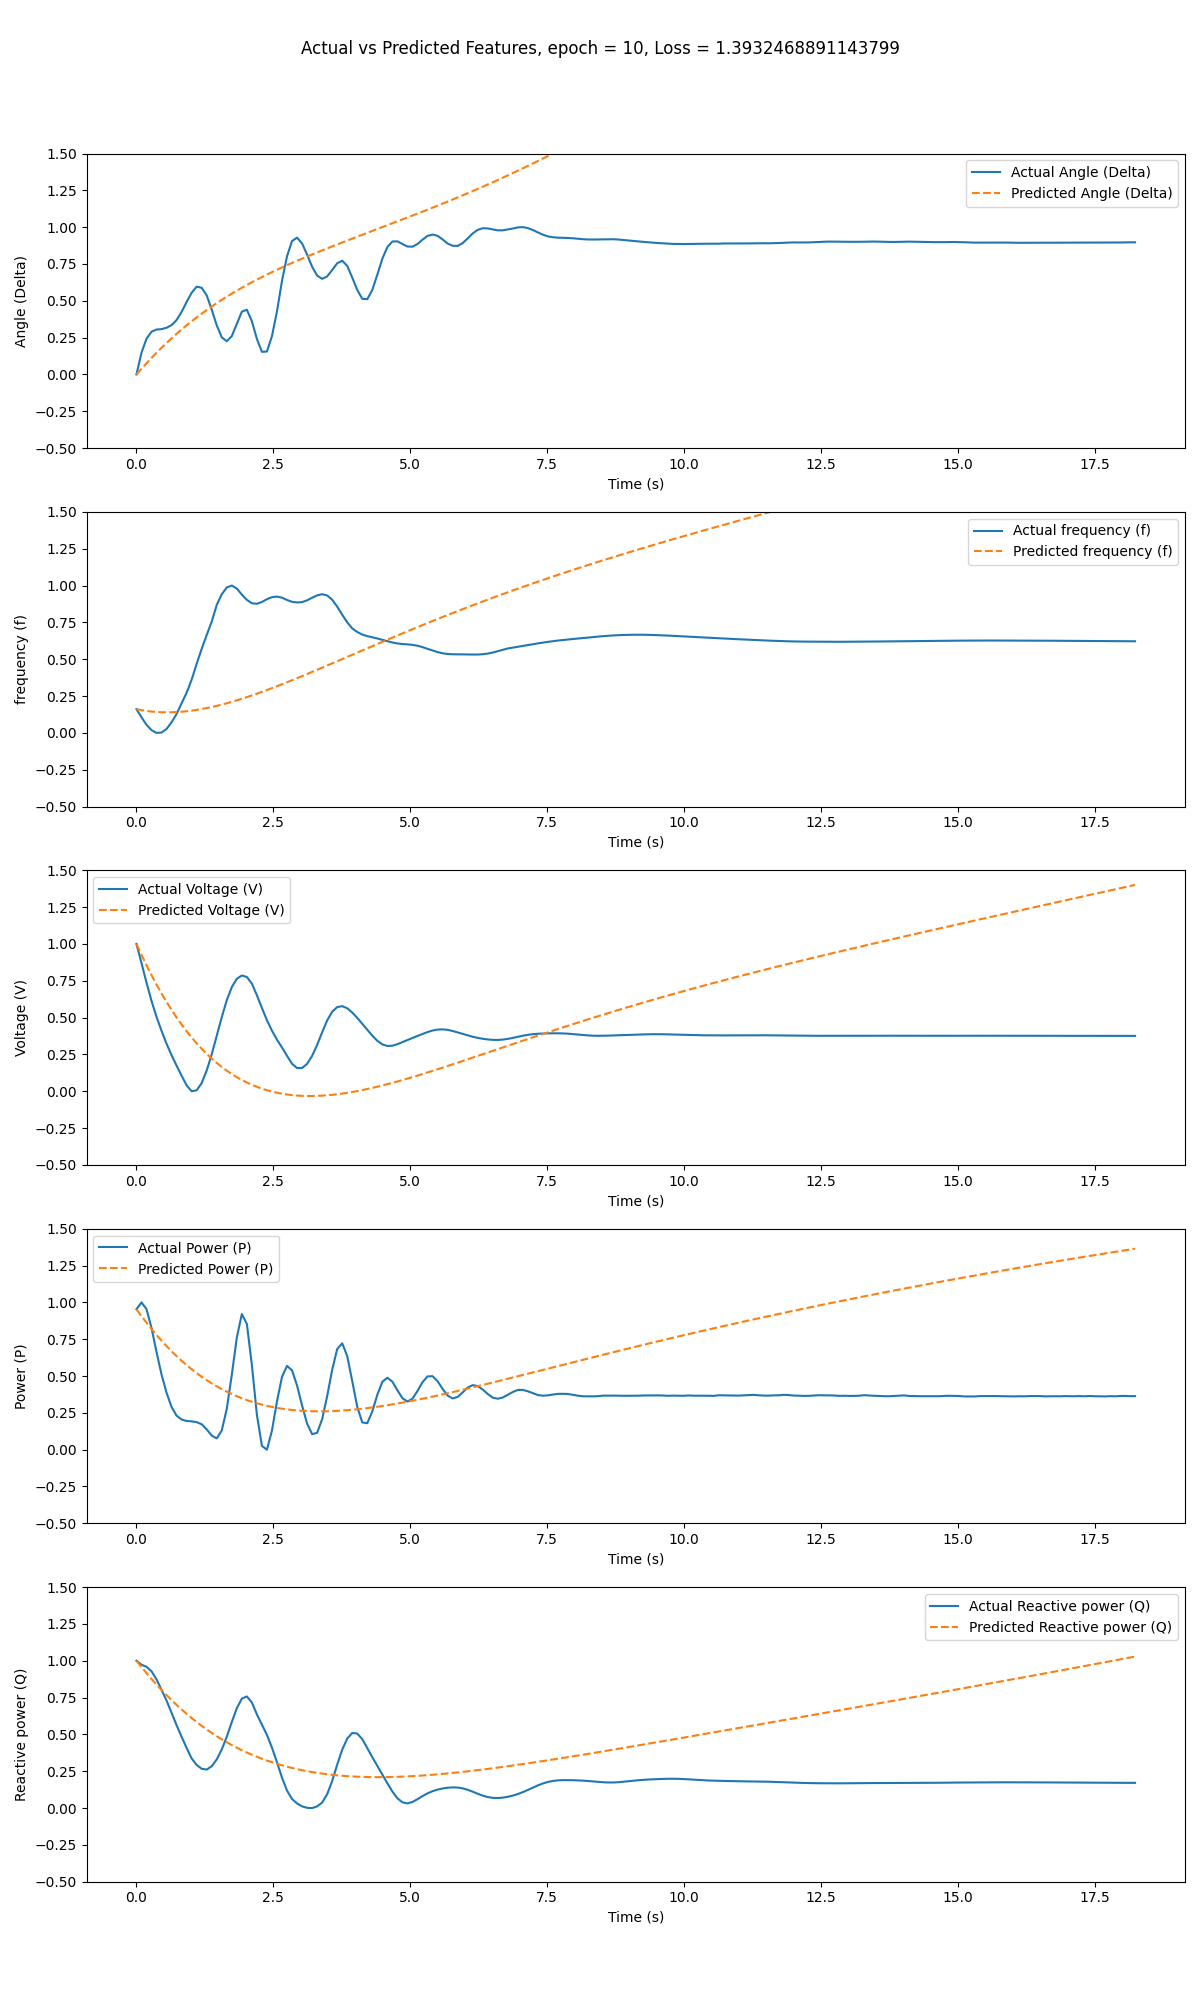 Actual vs Predicted Features, epoch = 10, Loss = 1.3932468891143799
1.50
1.25
1.00
0.75
0.50
0.25
0.00
−0.25
−0.50
Angle (Delta)
Actual Angle (Delta)
Predicted Angle (Delta)
0.0 2.5 5.0 7.5 10.0 12.5 15.0 17.5
Time (s)
1.50
1.25
1.00
0.75
0.50
0.25
0.00
−0.25
−0.50
frequency (f)
Actual frequency (f)
Predicted frequency (f)
0.0 2.5 5.0 7.5 10.0 12.5 15.0 17.5
Time (s)
1.50
1.25
1.00
0.75
0.50
0.25
0.00
−0.25
−0.50
Voltage (V)
Actual Voltage (V)
Predicted Voltage (V)
0.0 2.5 5.0 7.5 10.0 12.5 15.0 17.5
Time (s)
1.50
1.25
1.00
0.75
0.50
0.25
0.00
−0.25
−0.50
Power (P)
Actual Power (P)
Predicted Power (P)
0.0 2.5 5.0 7.5 10.0 12.5 15.0 17.5
Time (s)
1.50
1.25
1.00
0.75
0.50
0.25
0.00
−0.25
−0.50
Reactive power (Q)
Actual Reactive power (Q)
Predicted Reactive power (Q)
0.0 2.5 5.0 7.5 10.0 12.5 15.0 17.5
Time (s)